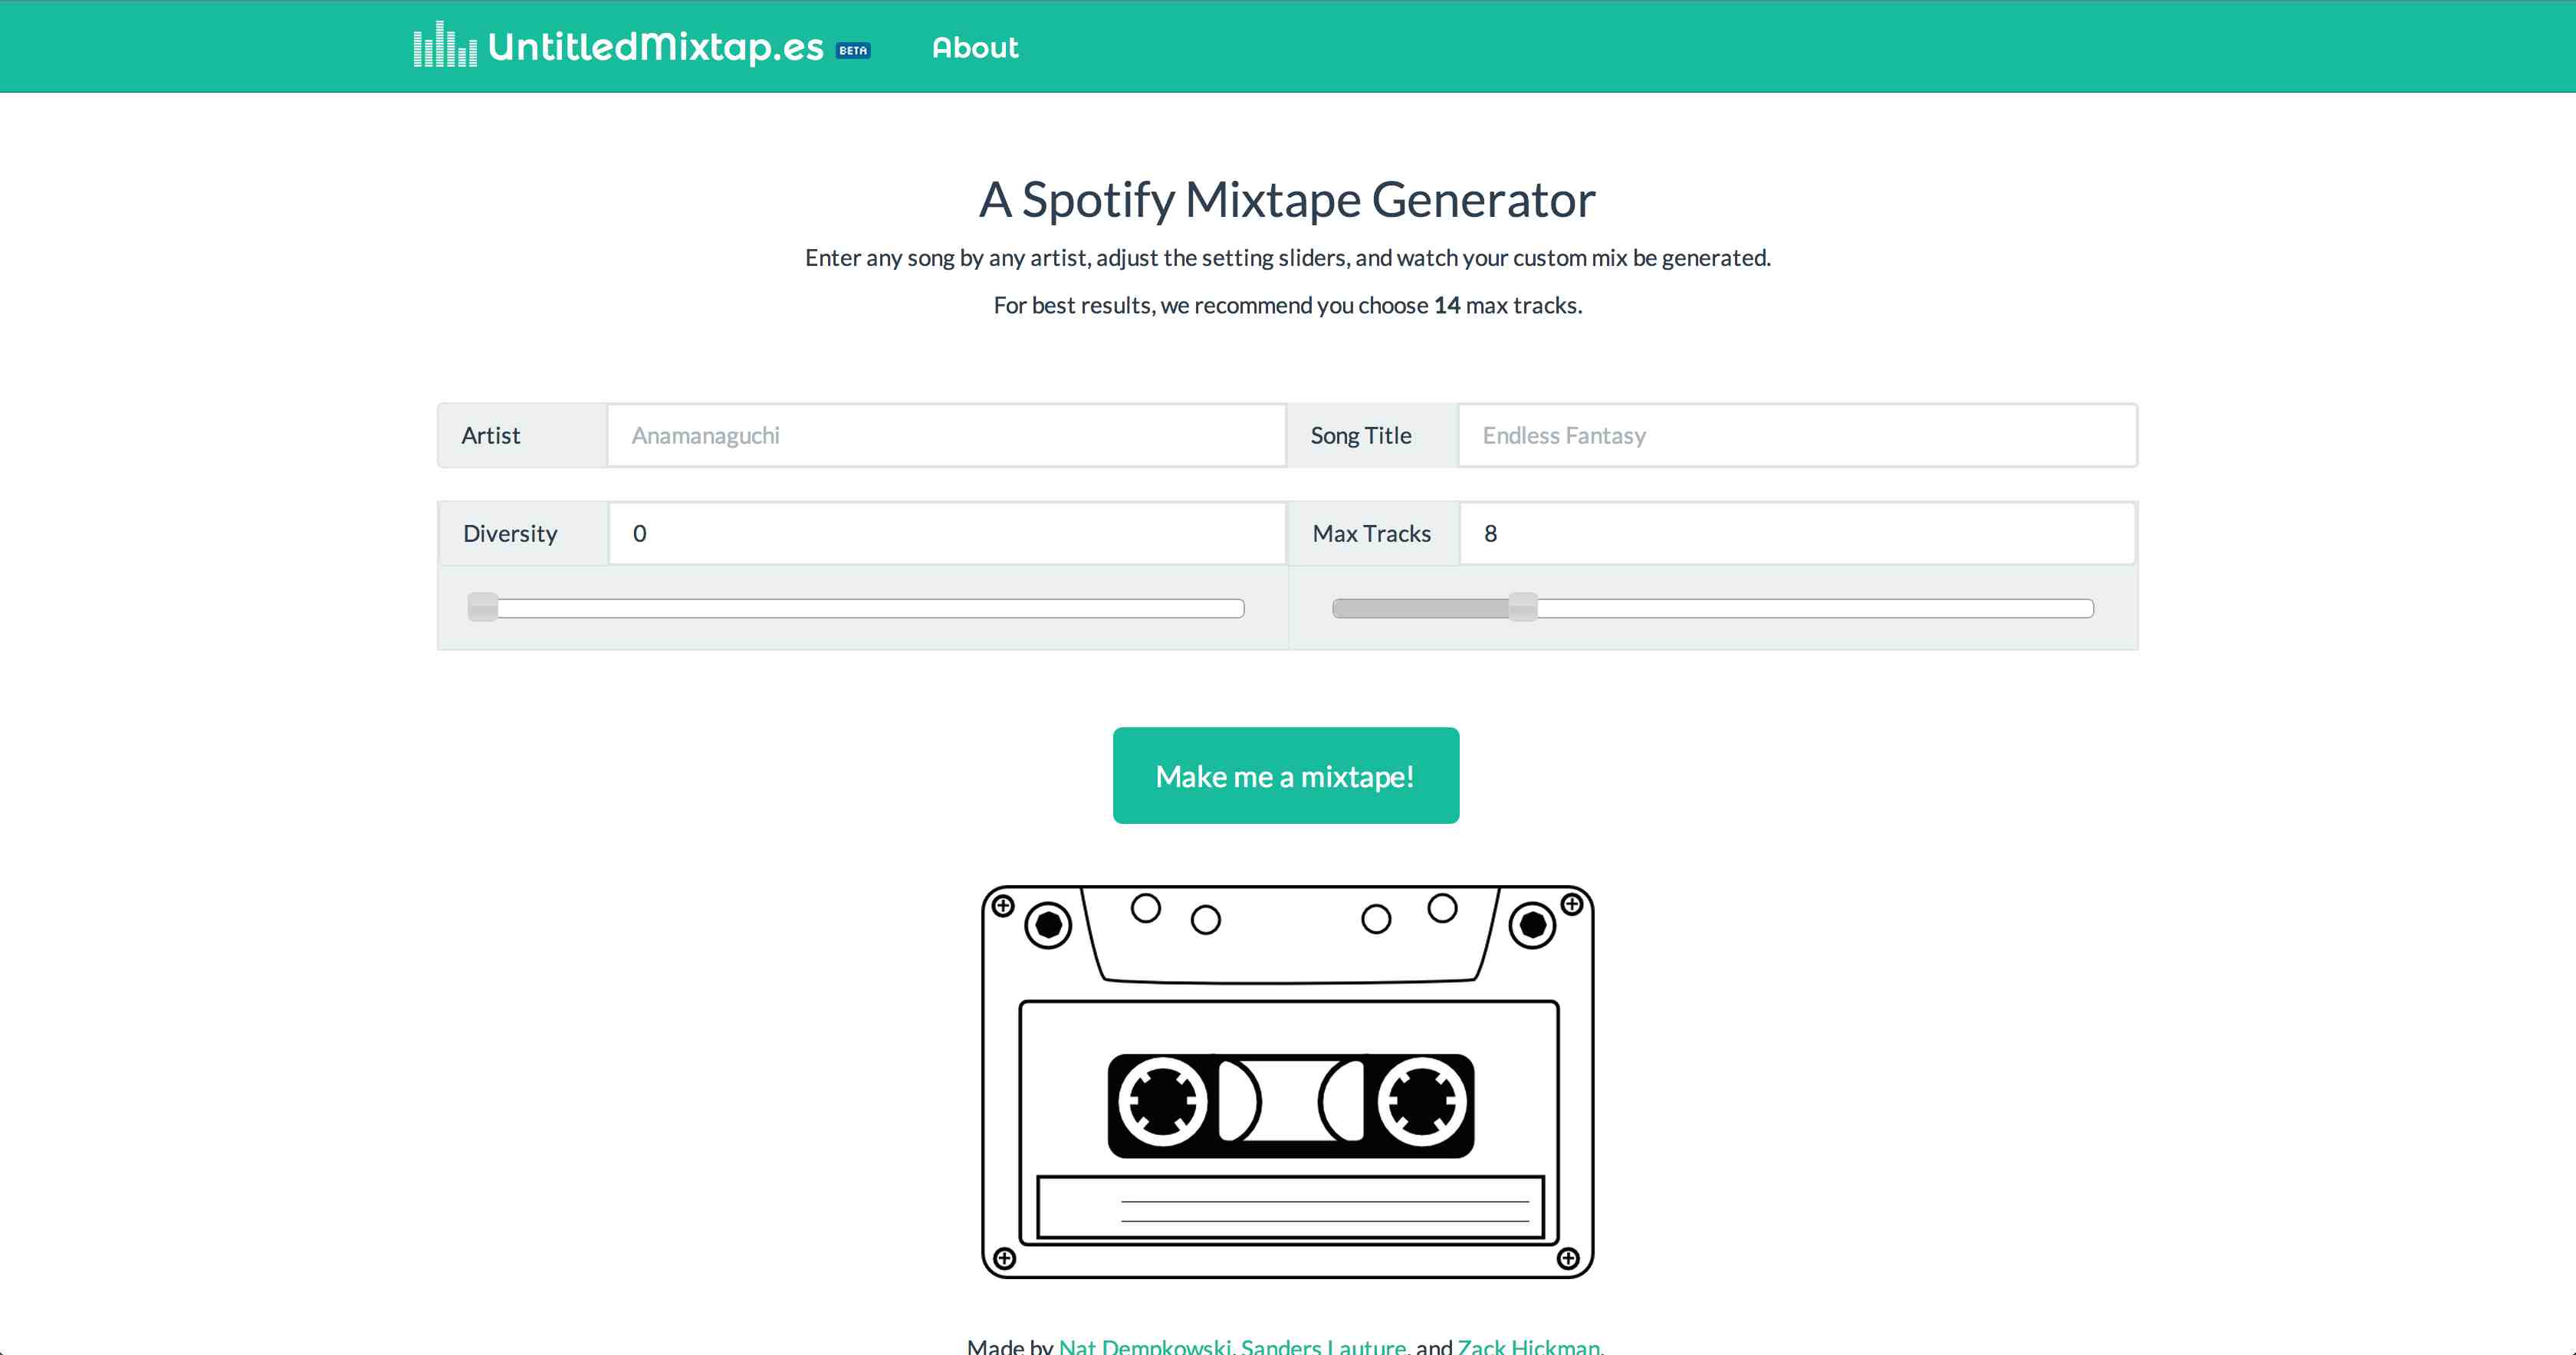 UntitledMixtap.es BETA About
A Spotify Mixtape Generator
Enter any song by any artist, adjust the setting sliders, and watch your custom mix be generated.
For best results, we recommend you choose 14 max tracks.
Artist Anamanaguchi Song Title Endless Fantasy
Diversity 0 Max Tracks 8
Make me a mixtape!
Made by Nat Dempkowski, Sanders Lauture, and Zack Hickman.